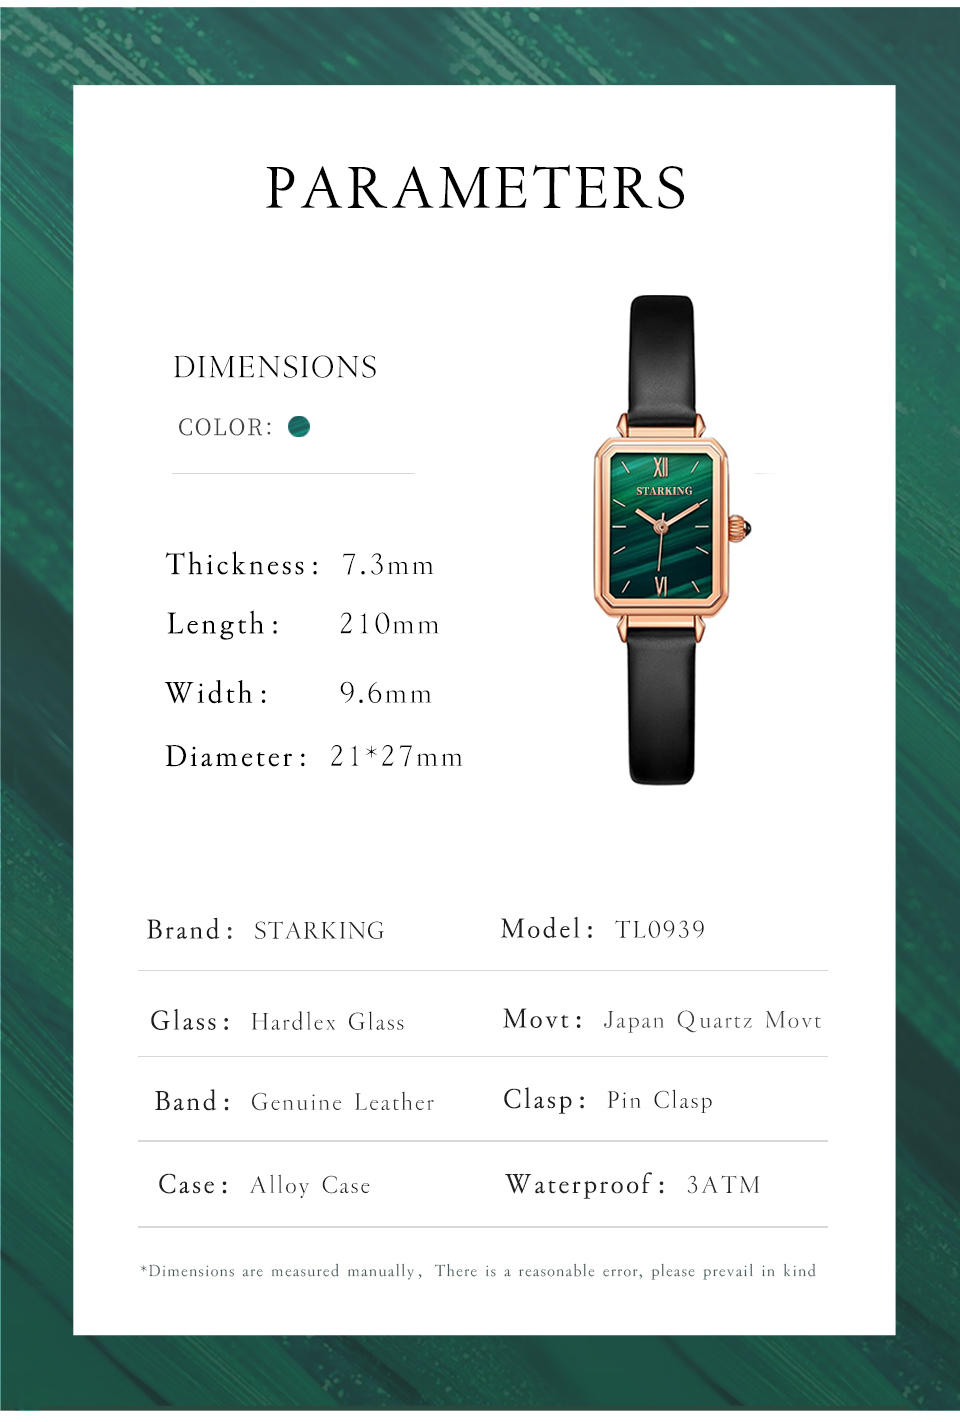 PARAMETERS
DIMENSIONS
COLOR:
XII
STARKING
VI
Thickness: 7.3mm
Length: 210mm
Width: 9.6mm
Diameter: 21*27mm
Brand: STARKING
Model: TL0939
Glass: Hardlex Glass
Movt: Japan Quartz Movt
Band: Genuine Leather
Clasp: Pin Clasp
Case: Alloy Case
Waterproof: 3ATM
*Dimensions are measured manually, There is a reasonable error, please prevail in kind